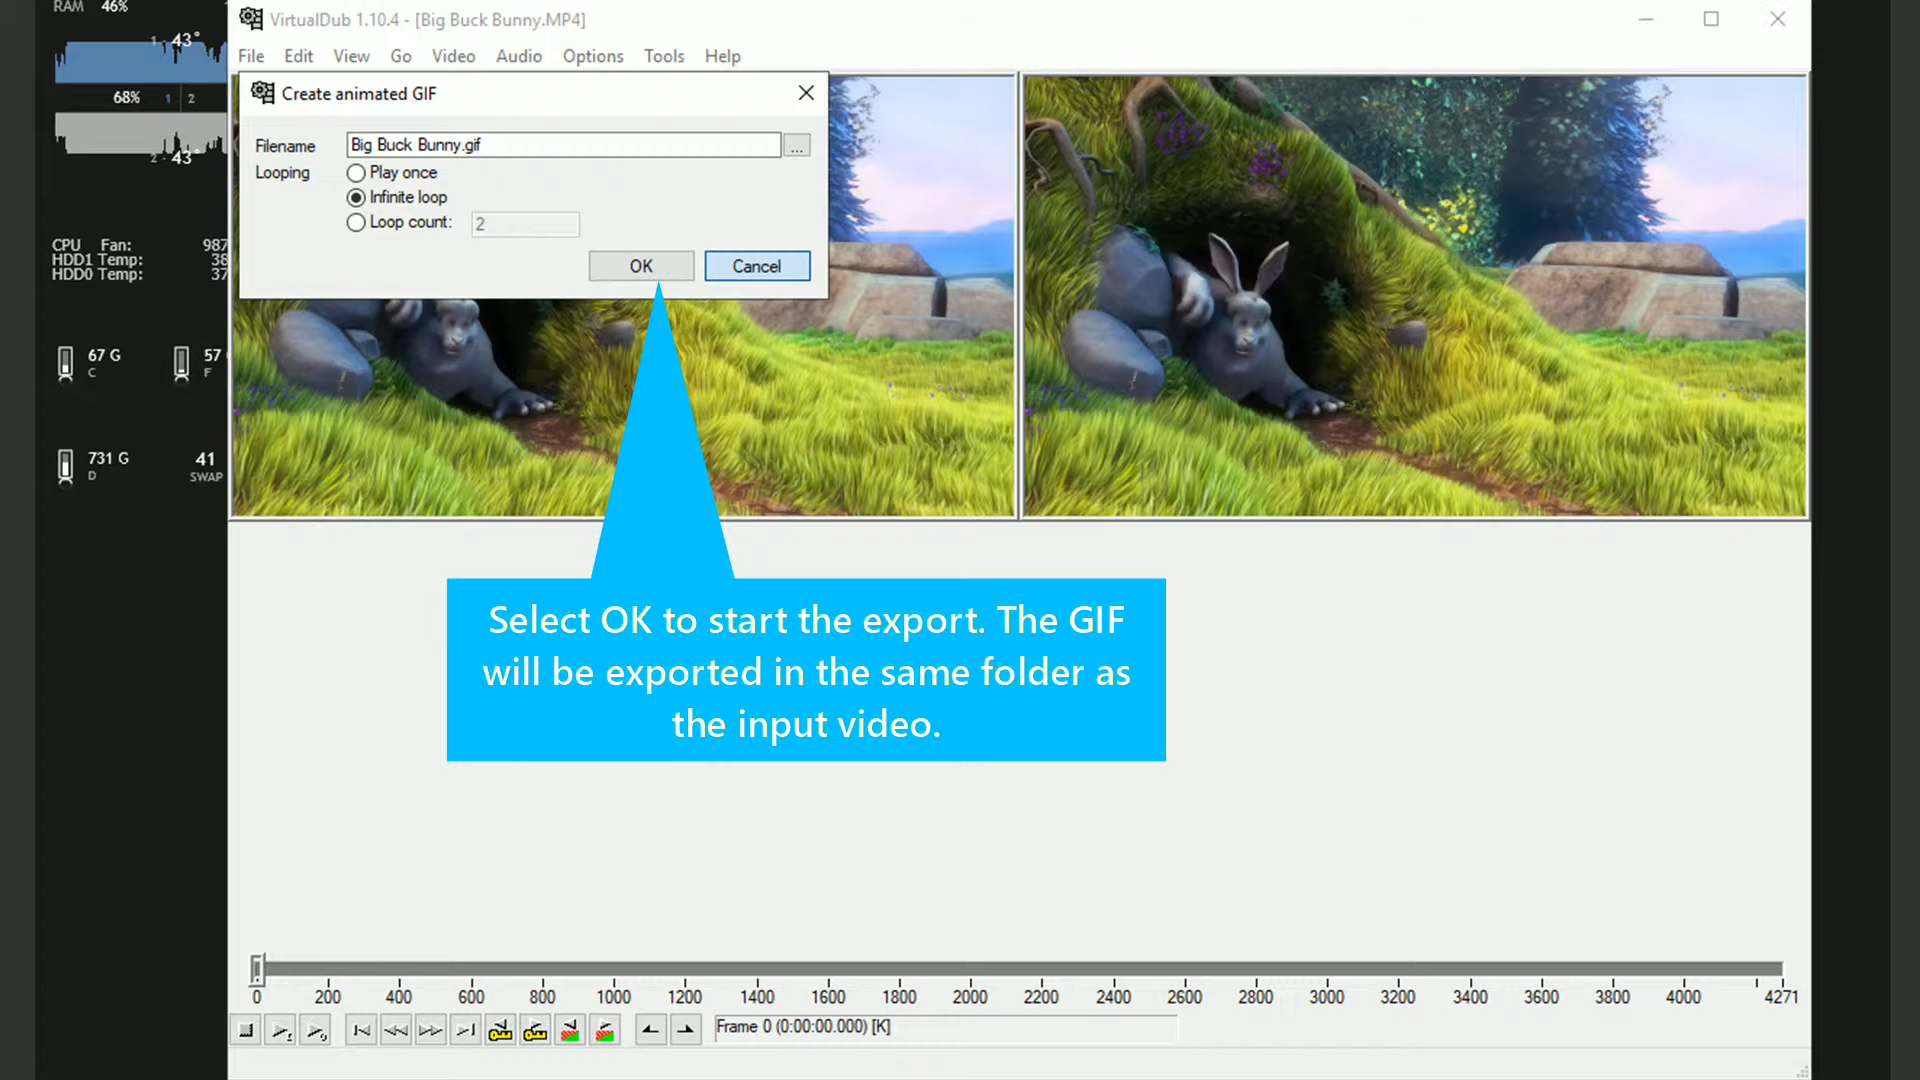 RAM 46%
1 - 43°
68% 1 2
2 - 43°
CPU Fan: 987
HDD1 Temp: 38
HDD0 Temp: 37
67 G
C
57
F
731 G
D
41
SWAP
VirtualDub 1.10.4 - [Big Buck Bunny.MP4]
File Edit View Go Video Audio Options Tools Help
Create animated GIF
Filename Big Buck Bunny.gif ...
Looping Play once
Infinite loop
Loop count: 2
OK Cancel
Select OK to start the export. The GIF
will be exported in the same folder as
the input video.
0 200 400 600 800 1000 1200 1400 1600 1800 2000 2200 2400 2600 2800 3000 3200 3400 3600 3800 4000 4271
Frame 0 (0:00:00.000) [K]